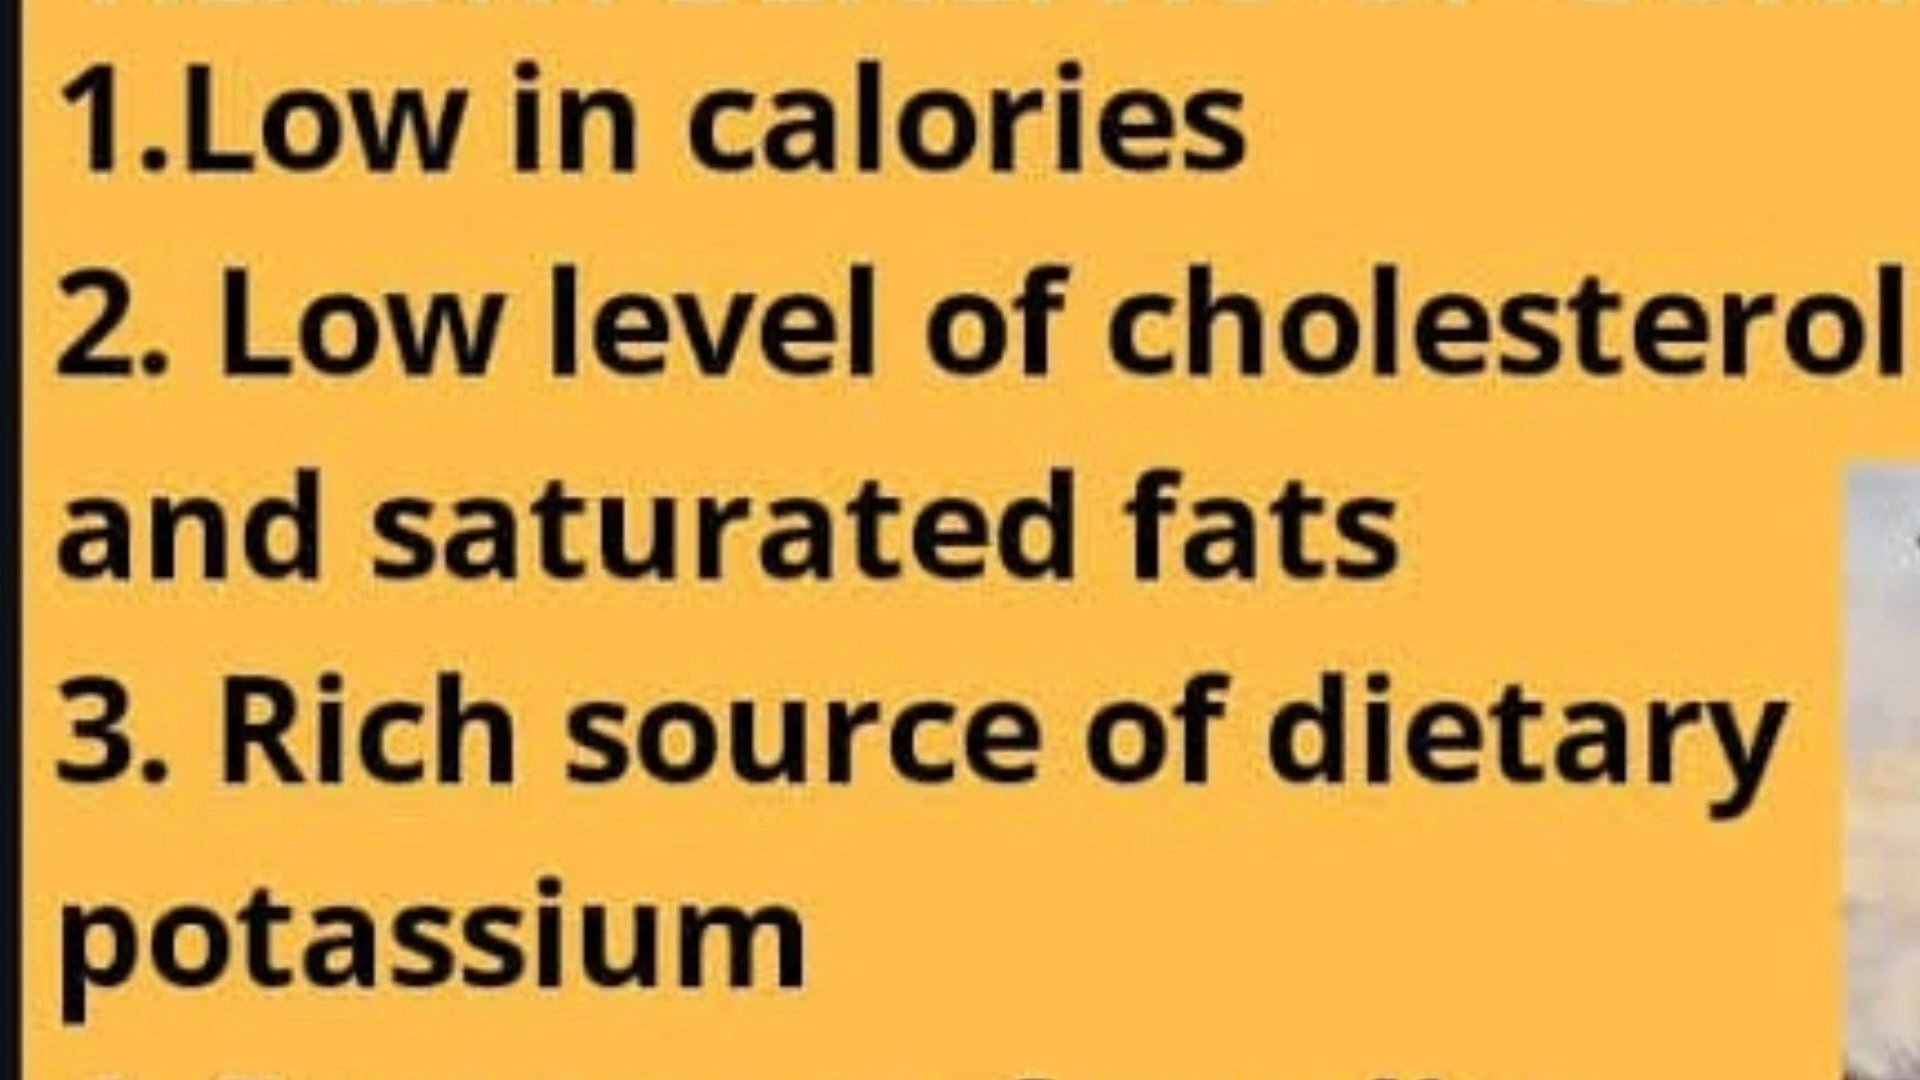 1.Low in calories
2. Low level of cholesterol
and saturated fats
3. Rich source of dietary
potassium